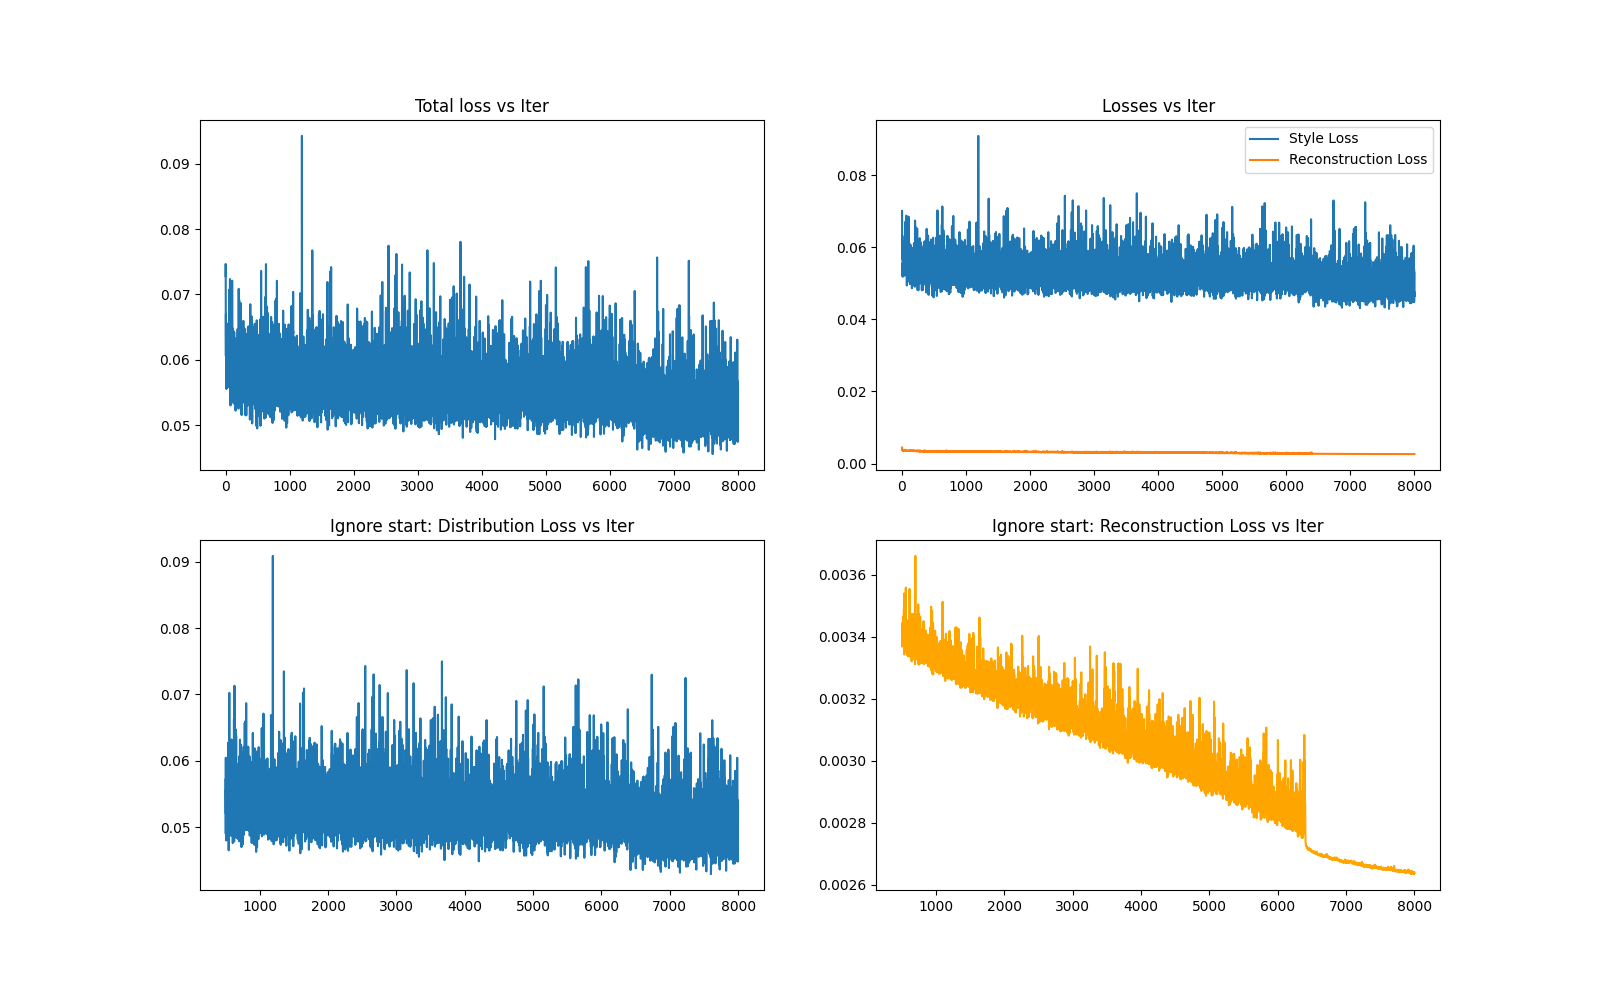 Total loss vs Iter
0.09
0.08
0.07
0.06
0.05
0 1000 2000 3000 4000 5000 6000 7000 8000
Losses vs Iter
Style Loss
Reconstruction Loss
0.08
0.06
0.04
0.02
0.00
0 1000 2000 3000 4000 5000 6000 7000 8000
Ignore start: Distribution Loss vs Iter
0.09
0.08
0.07
0.06
0.05
1000 2000 3000 4000 5000 6000 7000 8000
Ignore start: Reconstruction Loss vs Iter
0.0036
0.0034
0.0032
0.0030
0.0028
0.0026
1000 2000 3000 4000 5000 6000 7000 8000